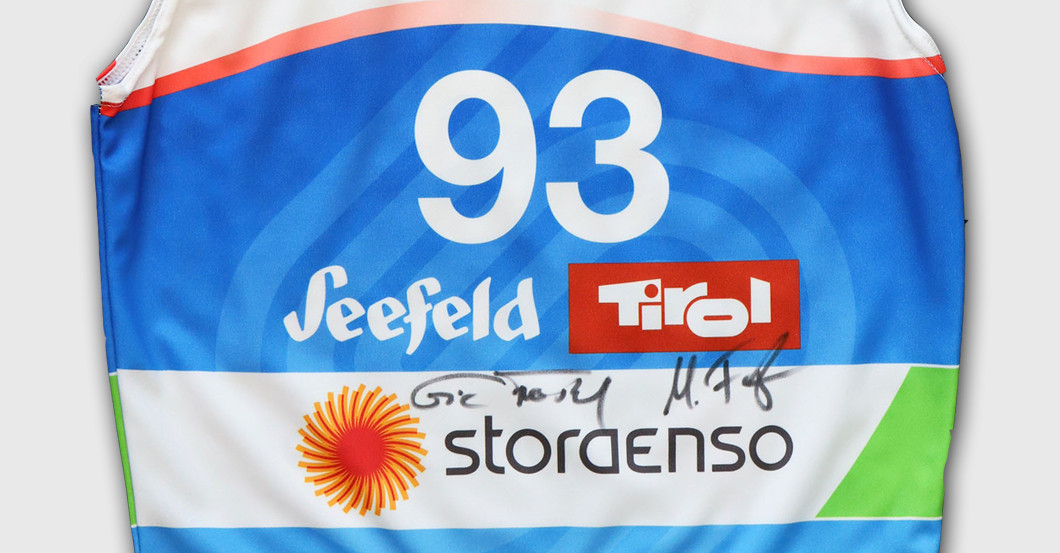 93
Seefeld Tirol
M.
storaenso